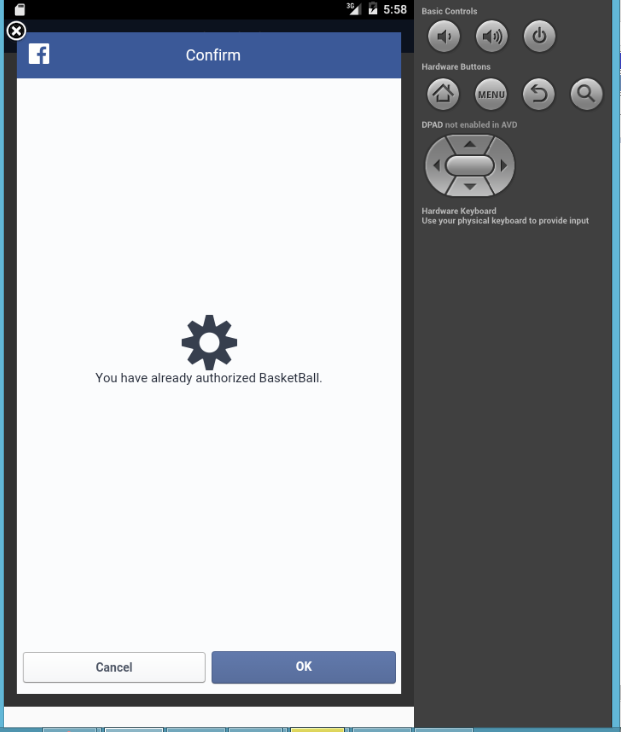 3G 5:58
Basic Controls
f Confirm
Hardware Buttons
MENU
DPAD not enabled in AVD
Hardware Keyboard
Use your physical keyboard to provide input
You have already authorized BasketBall.
Cancel OK